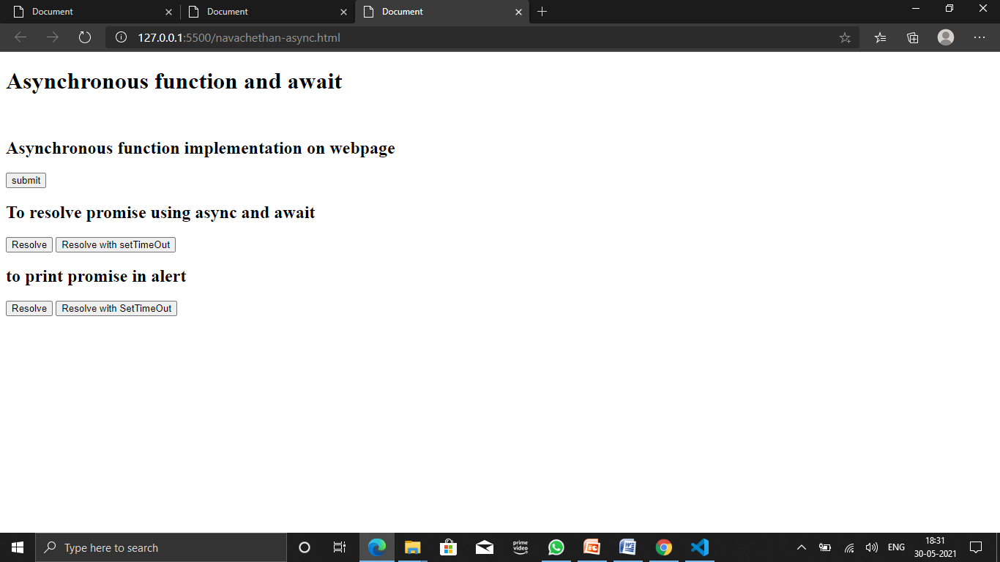 Document
Document
Document
127.0.0.1:5500/navachethan-async.html
Asynchronous function and await
Asynchronous function implementation on webpage
submit
To resolve promise using async and await
Resolve Resolve with setTimeOut
to print promise in alert
Resolve Resolve with SetTimeOut
Type here to search
prime video
ENG
18:31
30-05-2021